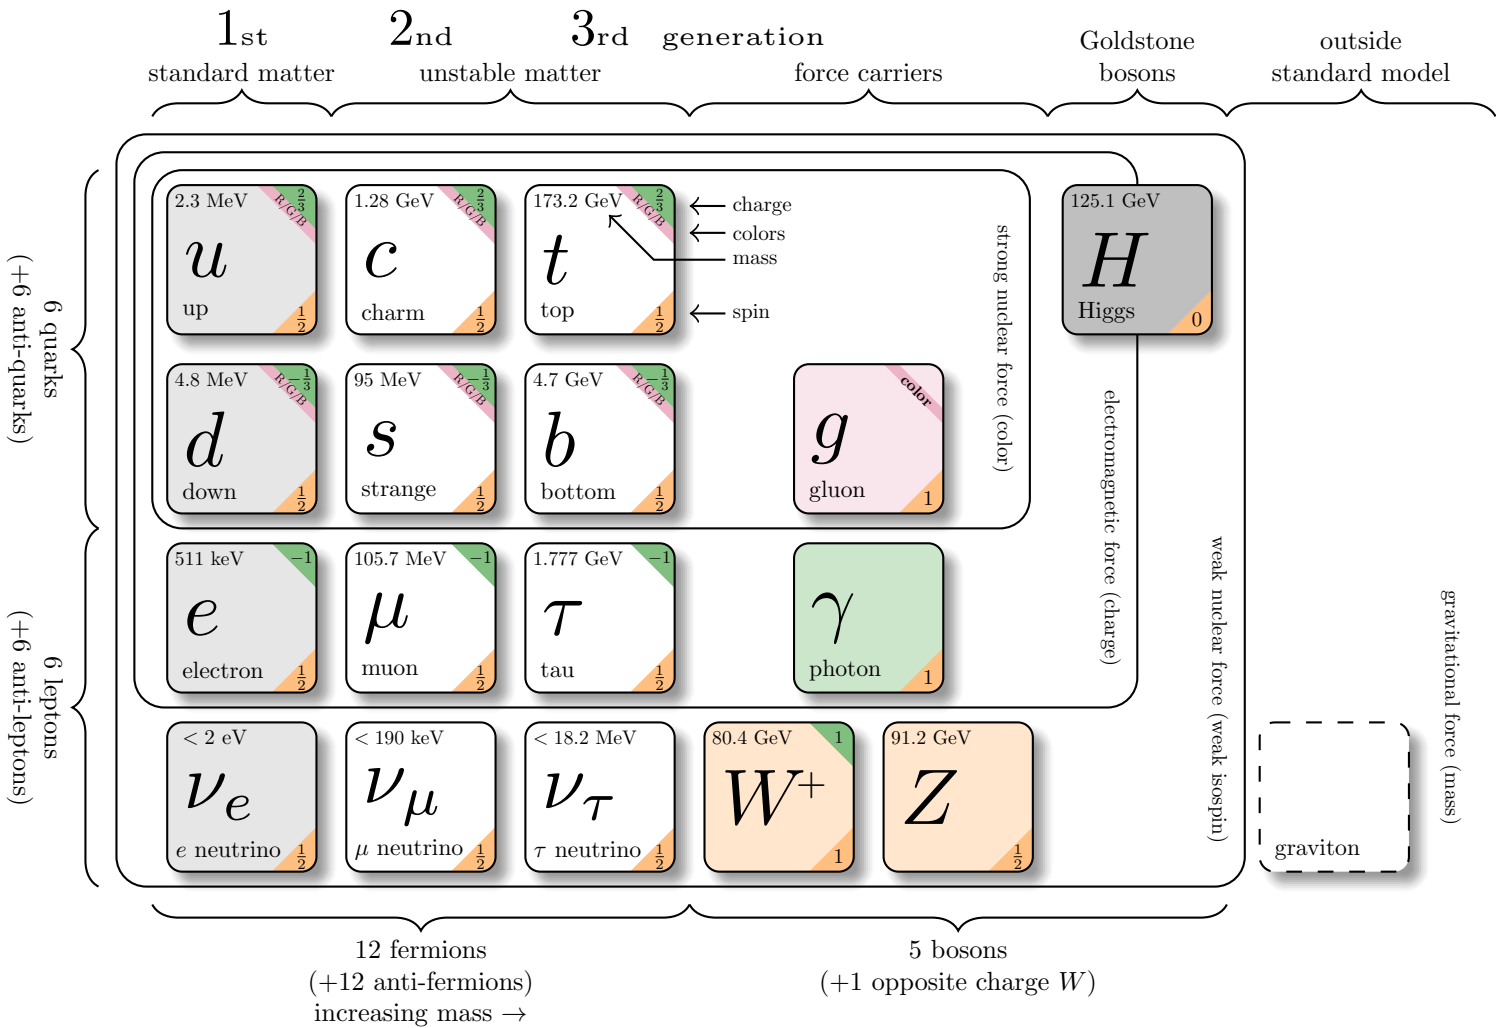 1st 2nd 3rd generation
standard matter
unstable matter
force carriers
Goldstone
bosons
outside
standard model
6 quarks
(+6 anti-quarks)
6 leptons
(+6 anti-leptons)
2.3 MeV
2/3
R/G/B
u
up
1/2
1.28 GeV
2/3
R/G/B
c
charm
1/2
173.2 GeV
2/3
R/G/B
t
top
1/2
charge
colors
mass
spin
strong nuclear force (color)
125.1 GeV
H
Higgs
0
4.8 MeV
−1/3
R/G/B
d
down
1/2
95 MeV
−1/3
R/G/B
s
strange
1/2
4.7 GeV
−1/3
R/G/B
b
bottom
1/2
color
g
gluon
1
electromagnetic force (charge)
511 keV
−1
e
electron
1/2
105.7 MeV
−1
μ
muon
1/2
1.777 GeV
−1
τ
tau
1/2
γ
photon
1
weak nuclear force (weak isospin)
gravitational force (mass)
< 2 eV
νe
e neutrino
1/2
< 190 keV
νμ
μ neutrino
1/2
< 18.2 MeV
ντ
τ neutrino
1/2
80.4 GeV
1
W+
1
91.2 GeV
Z
1/2
graviton
12 fermions
(+12 anti-fermions)
increasing mass →
5 bosons
(+1 opposite charge W)